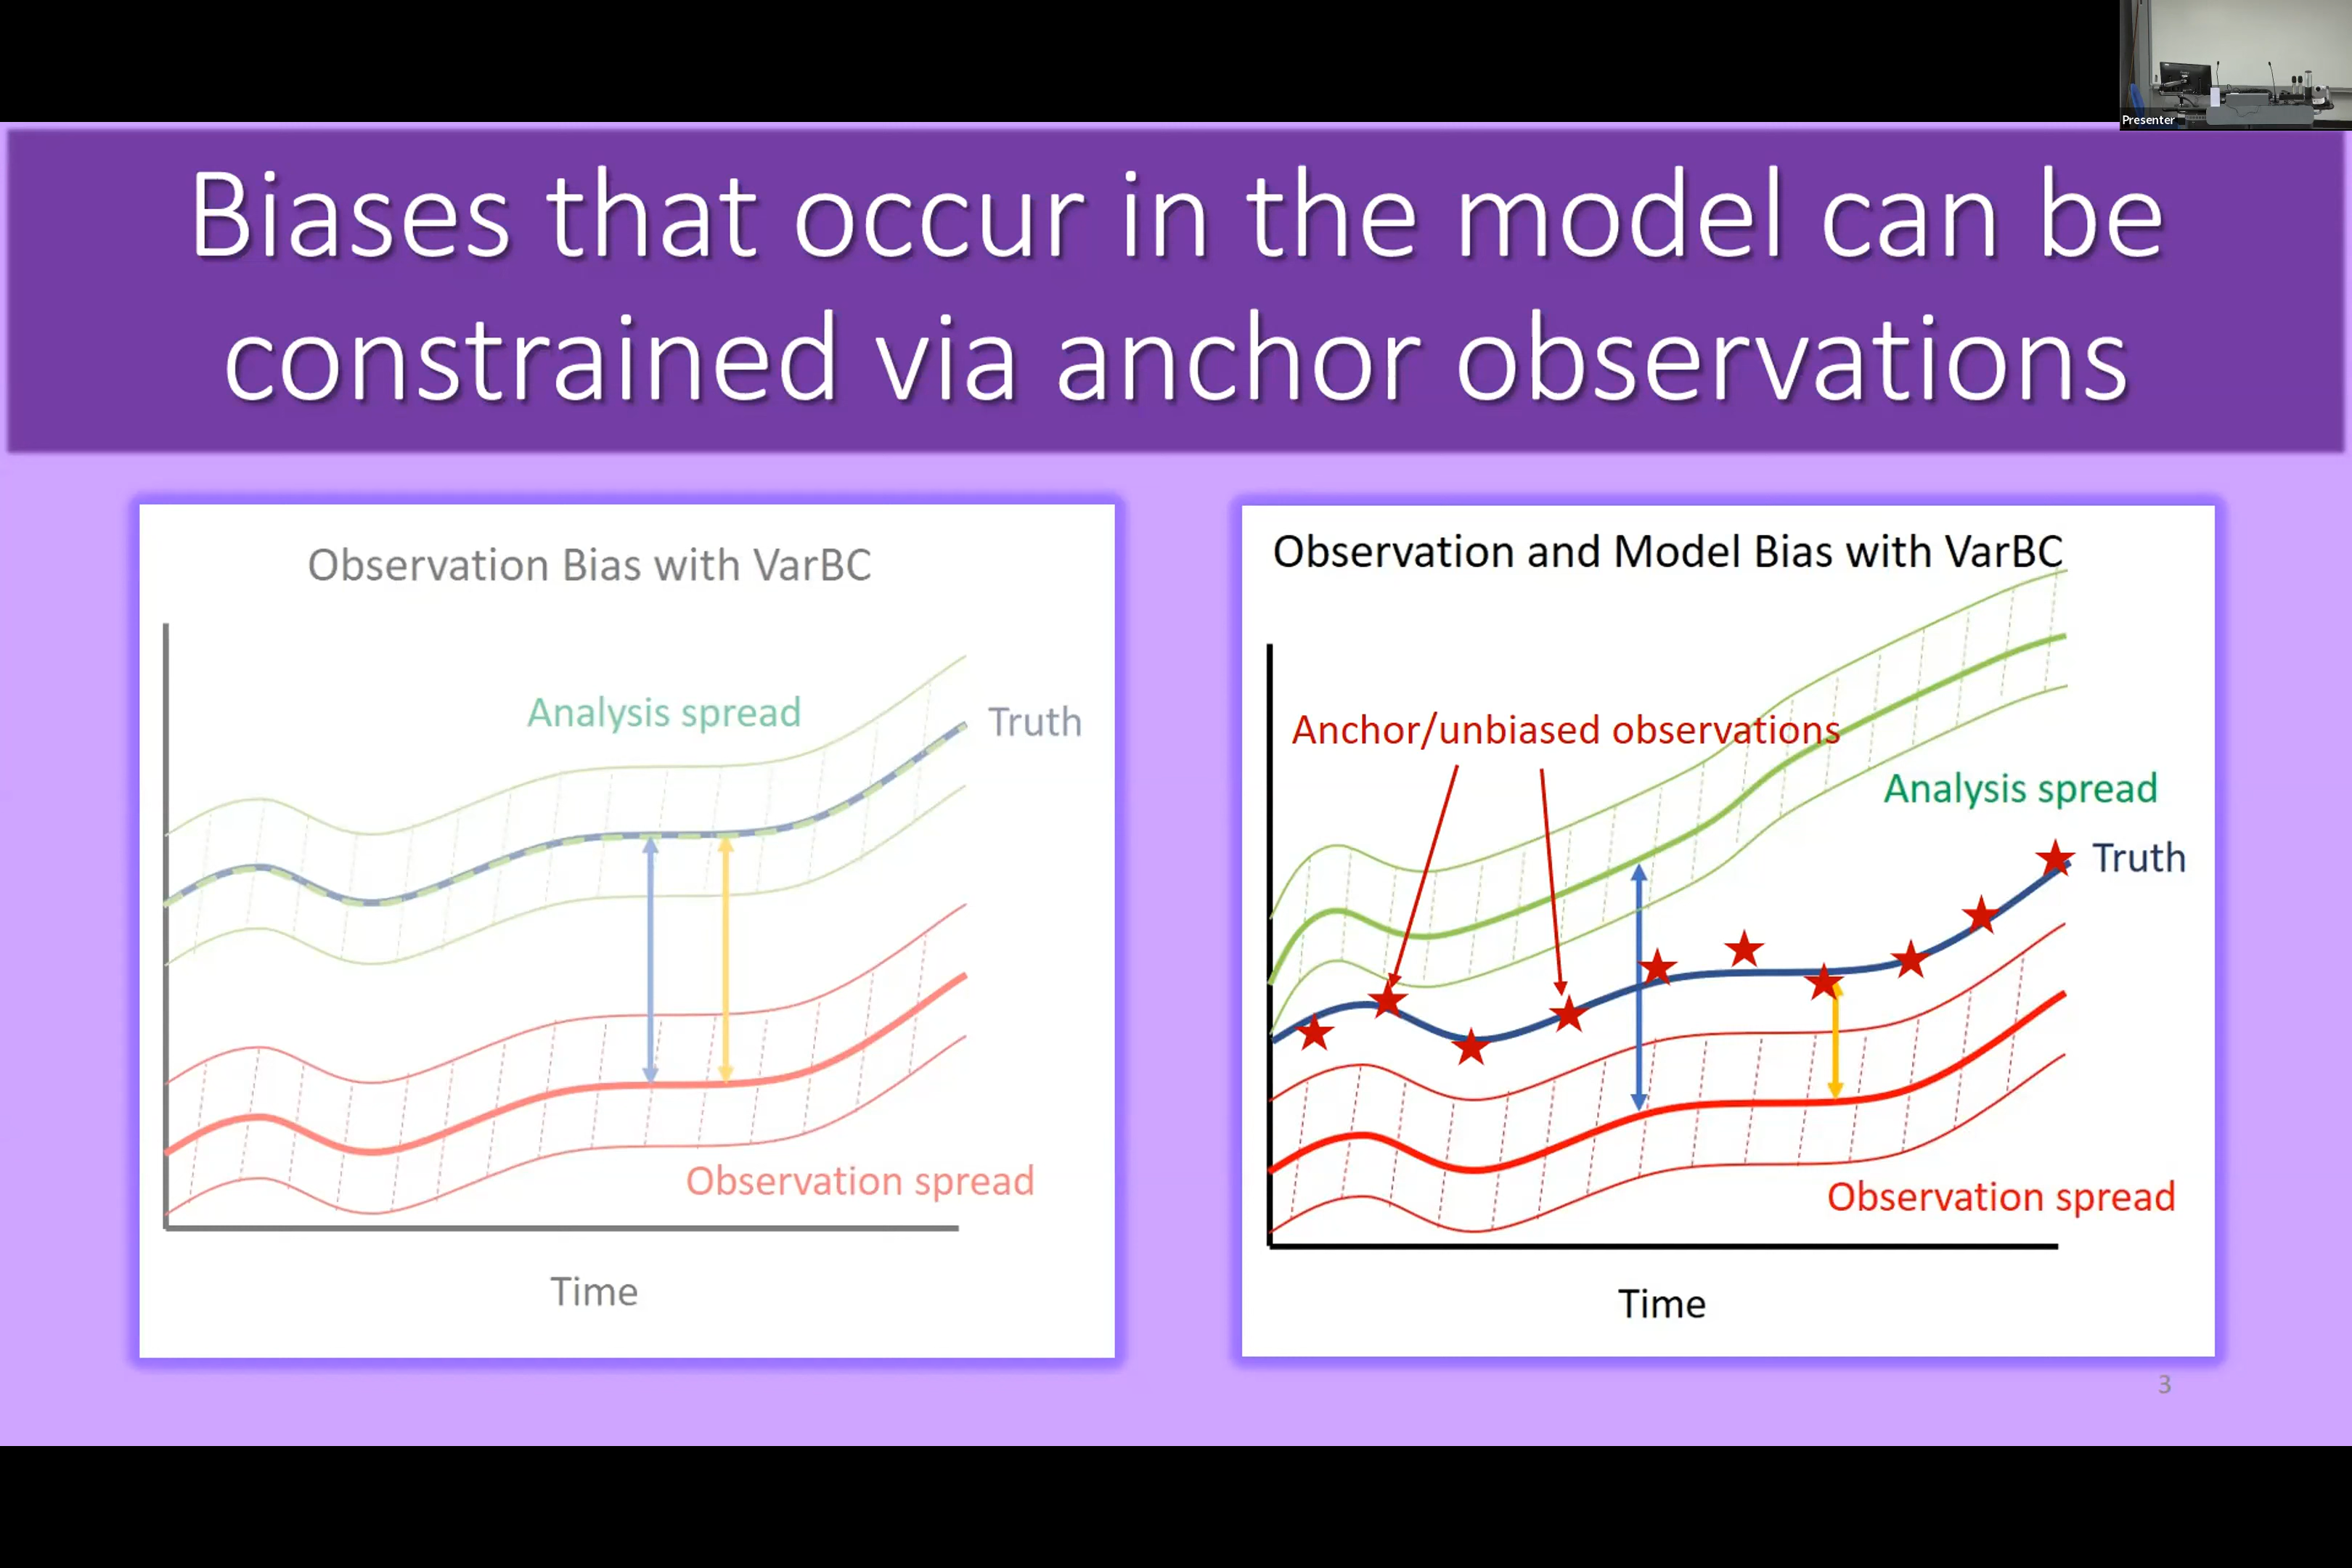 Presenter
Biases that occur in the model can be
constrained via anchor observations
Observation Bias with VarBC
Analysis spread
Truth
Observation spread
Time
Observation and Model Bias with VarBC
Anchor/unbiased observations
Analysis spread
Truth
Observation spread
Time
3